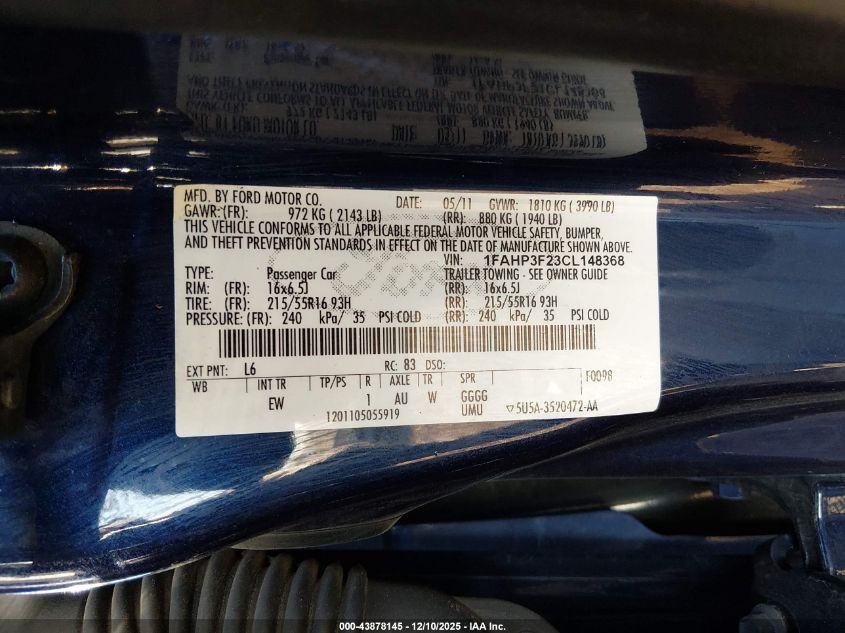 MFD. BY FORD MOTOR CO. DATE: 05/11 GVWR: 1810 KG ( 3990 LB)
GAWR: (FR): 972 KG ( 2143 LB) (RR): 880 KG ( 1940 LB)
THIS VEHICLE CONFORMS TO ALL APPLICABLE FEDERAL MOTOR VEHICLE SAFETY, BUMPER,
AND THEFT PREVENTION STANDARDS IN EFFECT ON THE DATE OF MANUFACTURE SHOWN ABOVE.
VIN: 1FAHP3F23CL148368
TYPE: Passenger Car TRAILER TOWING - SEE OWNER GUIDE
RIM: (FR): 16x6.5J (RR): 16x6.5J
TIRE: (FR): 215/55R16 93H (RR): 215/55R16 93H
PRESSURE: (FR): 240 kPa/ 35 PSI COLD (RR): 240 kPa/ 35 PSI COLD
EXT PNT: L6 RC: 83 DSO: F0098
WB INT TR TP/PS R AXLE TR SPR
EW 1 AU W GGGG
1201105055919 UMU ▽5U5A-3520472-AA
000-43878145 - 12/10/2025 - IAA Inc.